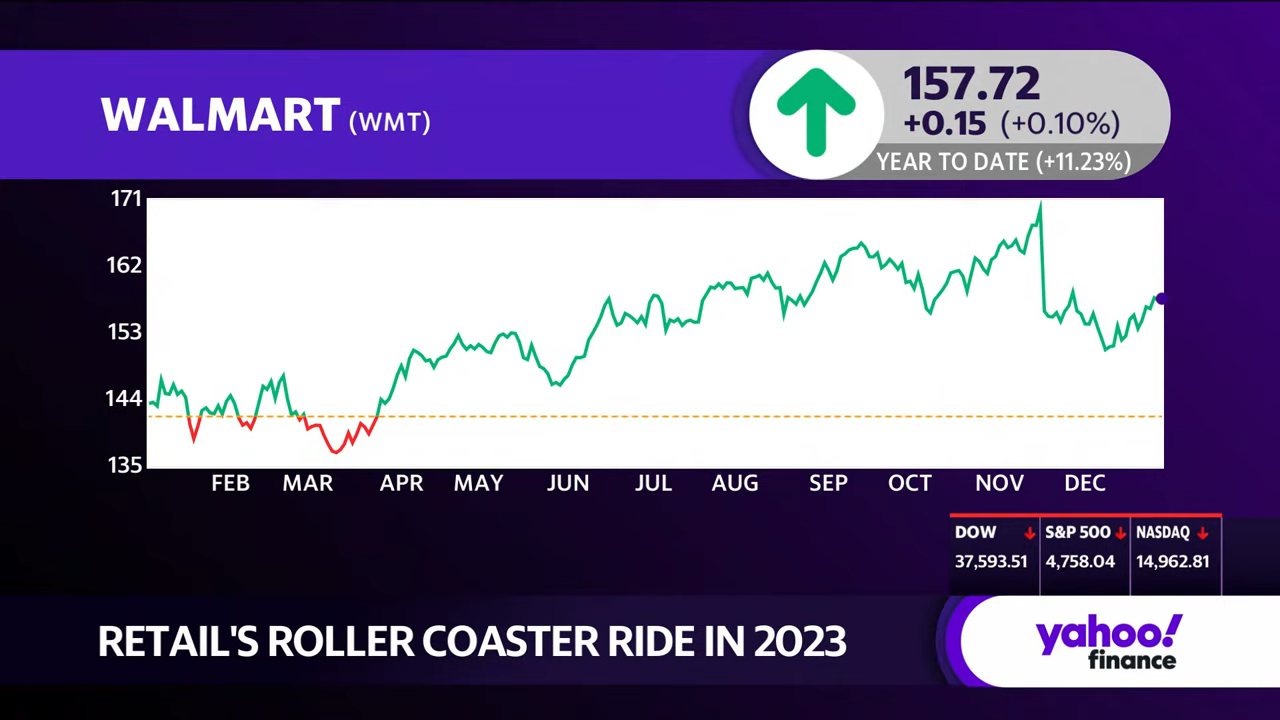 WALMART (WMT)
157.72
+0.15 (+0.10%)
YEAR TO DATE (+11.23%)
171
162
153
144
135
FEB MAR APR MAY JUN JUL AUG SEP OCT NOV DEC
DOW S&P 500 NASDAQ
37,593.51 4,758.04 14,962.81
RETAIL'S ROLLER COASTER RIDE IN 2023
yahoo!
finance